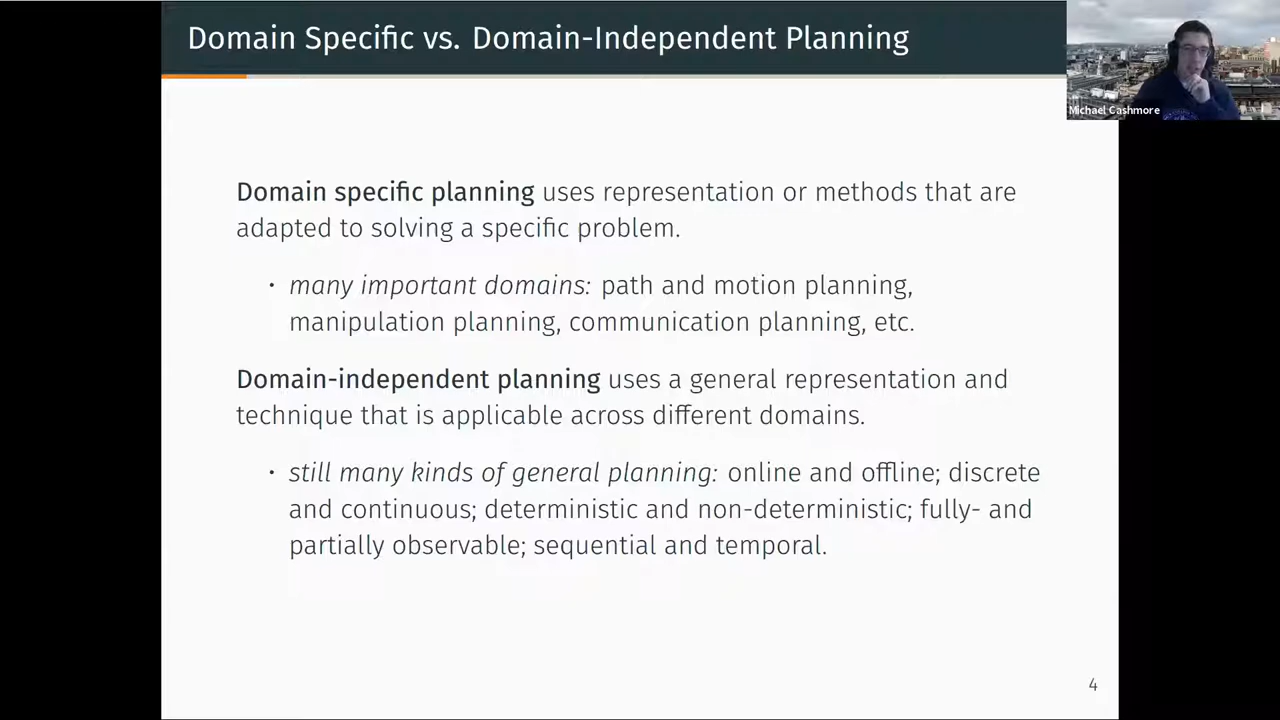 Domain Specific vs. Domain-Independent Planning
Michael Cashmore
Domain specific planning uses representation or methods that are
adapted to solving a specific problem.
• many important domains: path and motion planning,
manipulation planning, communication planning, etc.
Domain-independent planning uses a general representation and
technique that is applicable across different domains.
• still many kinds of general planning: online and offline; discrete
and continuous; deterministic and non-deterministic; fully- and
partially observable; sequential and temporal.
4